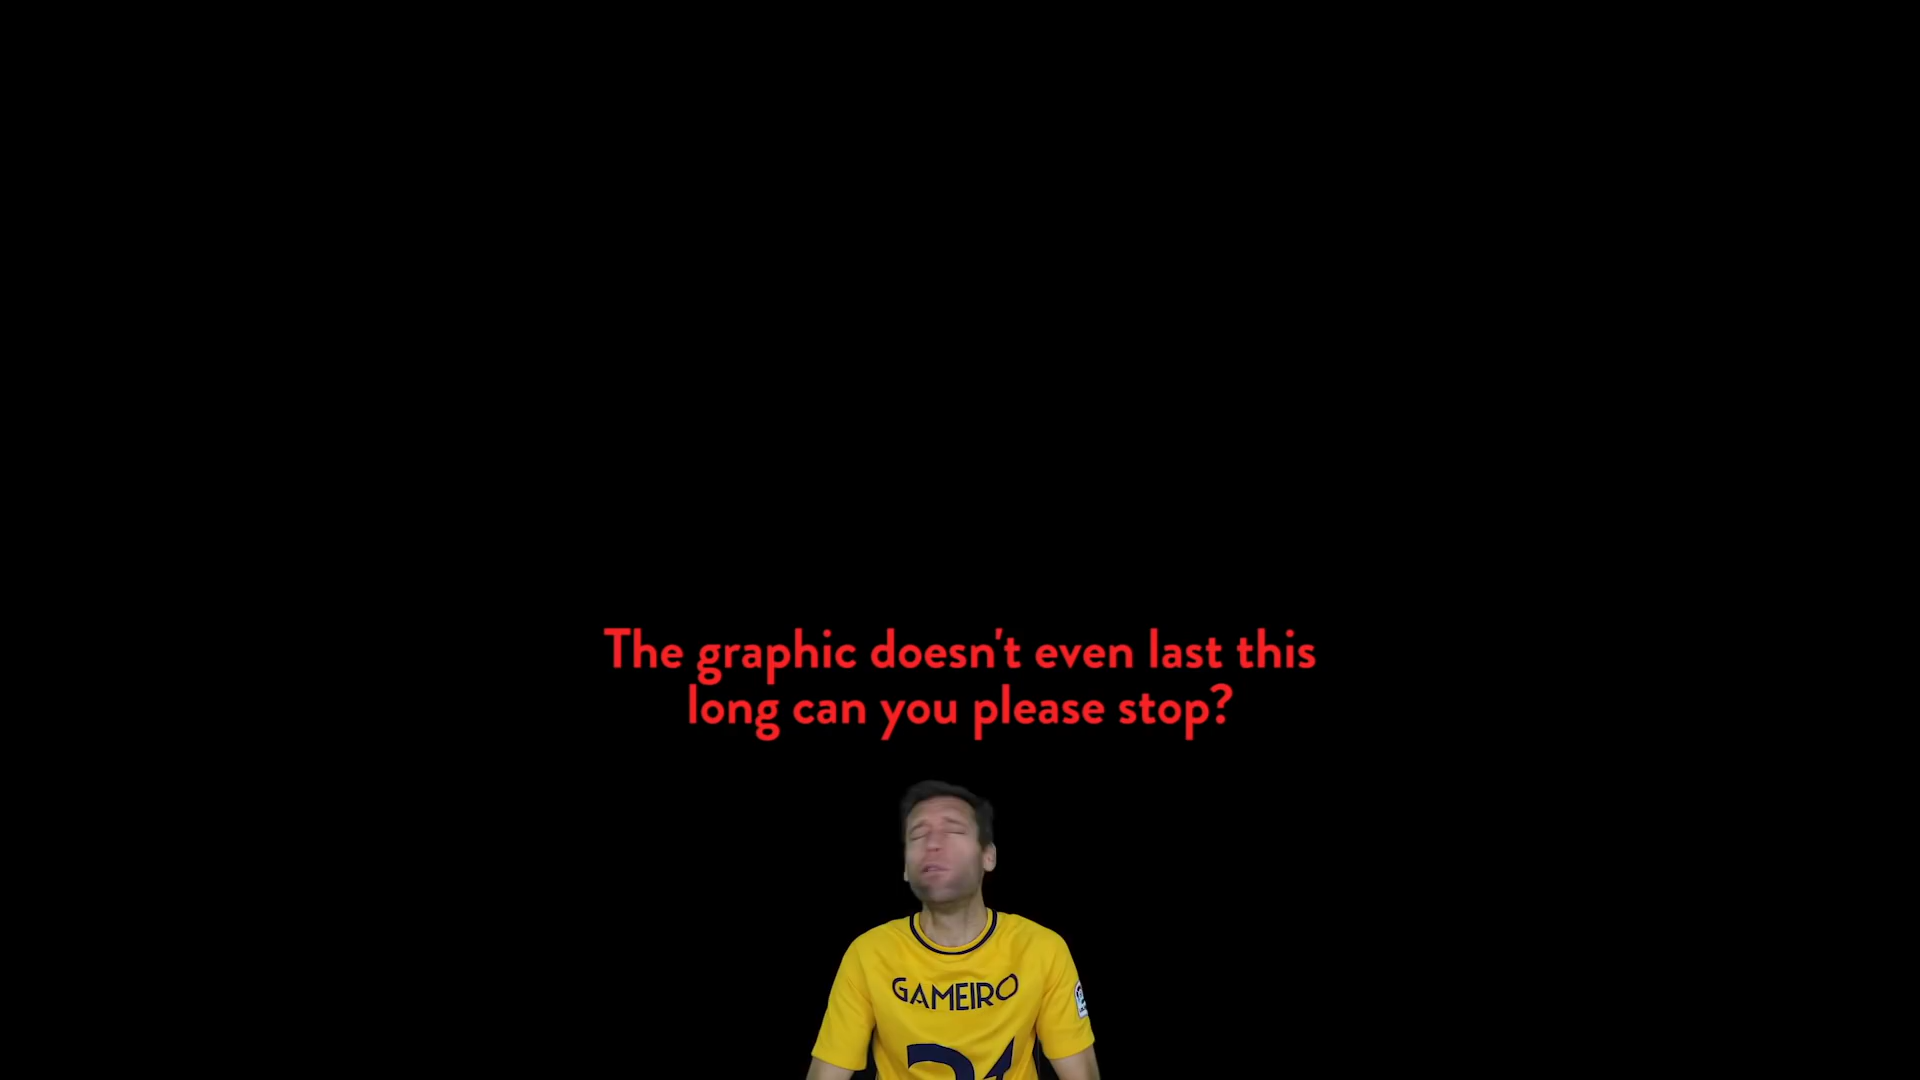 The graphic doesn't even last this
long can you please stop?
GAMEIRO